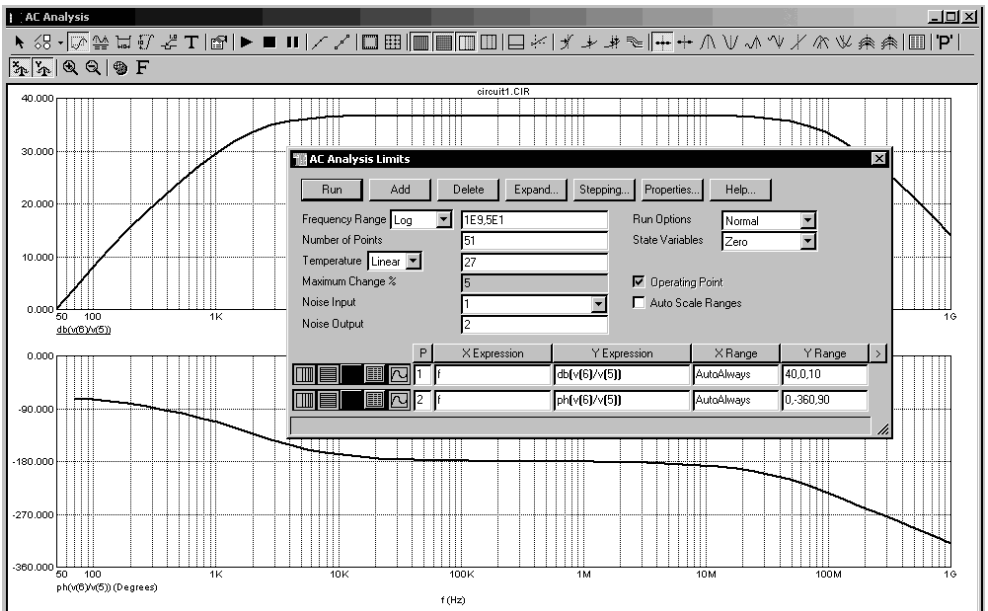 AC Analysis
T 'P'
F
circuit1.CIR
40.000
30.000
20.000
10.000
0.000
50 100 1K 1G
db(v(6)/v(5))
AC Analysis Limits
Run Add Delete Expand... Stepping... Properties... Help...
Frequency Range Log 1E9,5E1 Run Options Normal
Number of Points 51 State Variables Zero
Temperature Linear 27
Maximum Change % 5 Operating Point
Noise Input 1 Auto Scale Ranges
Noise Output 2
P X Expression Y Expression X Range Y Range >
1 f db(v(6)/v(5)) AutoAlways 40,0,10
2 f ph(v(6)/v(5)) AutoAlways 0,-360,90
0.000
-90.000
-180.000
-270.000
-360.000
50 100 1K 10K 100K 1M 10M 100M 1G
ph(v(6)/v(5)) (Degrees)
f (Hz)